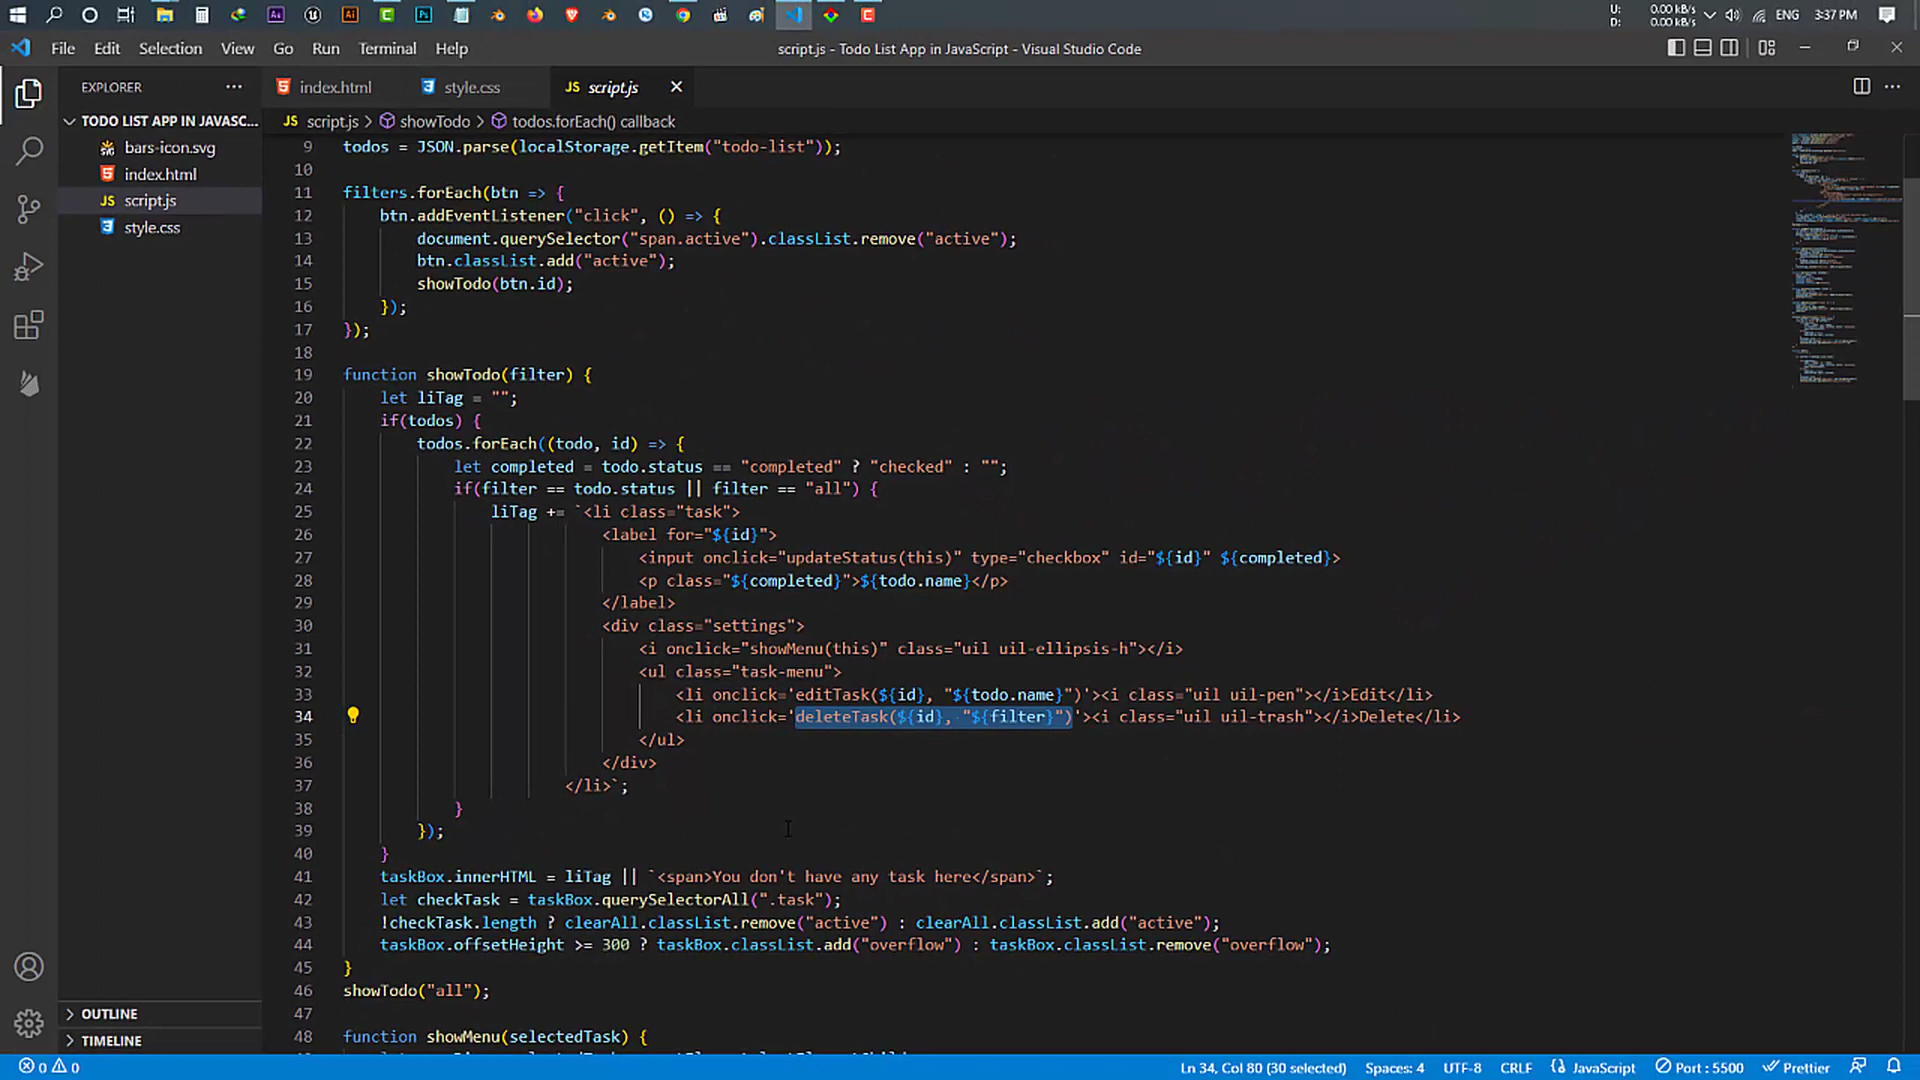 U: 0.00 kB/s
D: 0.00 kB/s
ENG 3:37 PM
File Edit Selection View Go Run Terminal Help
script.js - Todo List App in JavaScript - Visual Studio Code
EXPLORER
index.html style.css JS script.js
TODO LIST APP IN JAVASC...
bars-icon.svg
index.html
JS script.js
style.css
OUTLINE
TIMELINE
JS script.js > showTodo > todos.forEach() callback
9 todos = JSON.parse(localStorage.getItem("todo-list"));
10
11 filters.forEach(btn => {
12 btn.addEventListener("click", () => {
13 document.querySelector("span.active").classList.remove("active");
14 btn.classList.add("active");
15 showTodo(btn.id);
16 });
17 });
18
19 function showTodo(filter) {
20 let liTag = "";
21 if(todos) {
22 todos.forEach((todo, id) => {
23 let completed = todo.status == "completed" ? "checked" : "";
24 if(filter == todo.status || filter == "all") {
25 liTag += `<li class="task">
26 <label for="${id}">
27 <input onclick="updateStatus(this)" type="checkbox" id="${id}" ${completed}>
28 <p class="${completed}">${todo.name}</p>
29 </label>
30 <div class="settings">
31 <i onclick="showMenu(this)" class="uil uil-ellipsis-h"></i>
32 <ul class="task-menu">
33 <li onclick='editTask(${id}, "${todo.name}")'><i class="uil uil-pen"></i>Edit</li>
34 <li onclick='deleteTask(${id}, "${filter}")'><i class="uil uil-trash"></i>Delete</li>
35 </ul>
36 </div>
37 </li>`;
38 }
39 });
40 }
41 taskBox.innerHTML = liTag || `<span>You don't have any task here</span>`;
42 let checkTask = taskBox.querySelectorAll(".task");
43 !checkTask.length ? clearAll.classList.remove("active") : clearAll.classList.add("active");
44 taskBox.offsetHeight >= 300 ? taskBox.classList.add("overflow") : taskBox.classList.remove("overflow");
45 }
46 showTodo("all");
47
48 function showMenu(selectedTask) {
0 0 Ln 34, Col 80 (30 selected) Spaces: 4 UTF-8 CRLF {} JavaScript Port : 5500 Prettier